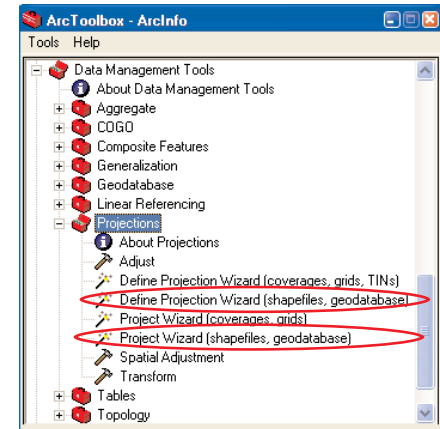 ArcToolbox - ArcInfo
Tools Help
Data Management Tools
About Data Management Tools
Aggregate
COGO
Composite Features
Generalization
Geodatabase
Linear Referencing
Projections
About Projections
Adjust
Define Projection Wizard (coverages, grids, TINs)
Define Projection Wizard (shapefiles, geodatabase)
Project Wizard (coverages, grids)
Project Wizard (shapefiles, geodatabase)
Spatial Adjustment
Transform
Tables
Topology